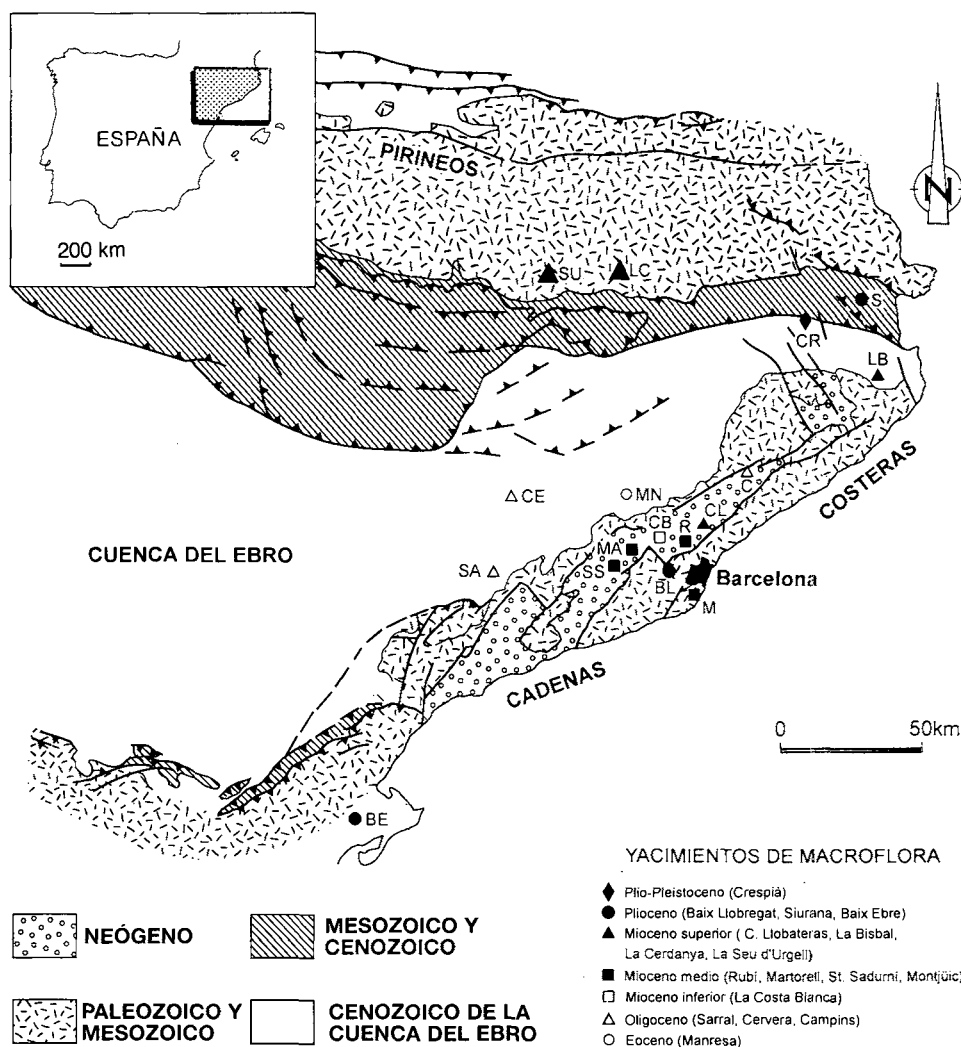 ESPAÑA
200 km
PIRINEOS
N
SU
LC
S
CR
LB
CE
MN
C
CL
CB
R
MA
SS
SA
BL
M
Barcelona
CUENCA DEL EBRO
COSTERAS
CADENAS
0 50km
BE
YACIMIENTOS DE MACROFLORA
Plio-Pleistoceno (Crespià)
Plioceno (Baix Llobregat, Siurana, Baix Ebre)
Mioceno superior ( C. Llobateras, La Bisbal,
La Cerdanya, La Seu d'Urgell)
Mioceno medio (Rubí, Martorell, St. Sadurní, Montjüic)
Mioceno inferior (La Costa Blanca)
Oligoceno (Sarral, Cervera, Campins)
Eoceno (Manresa)
NEÓGENO
MESOZOICO Y
CENOZOICO
PALEOZOICO Y
MESOZOICO
CENOZOICO DE LA
CUENCA DEL EBRO